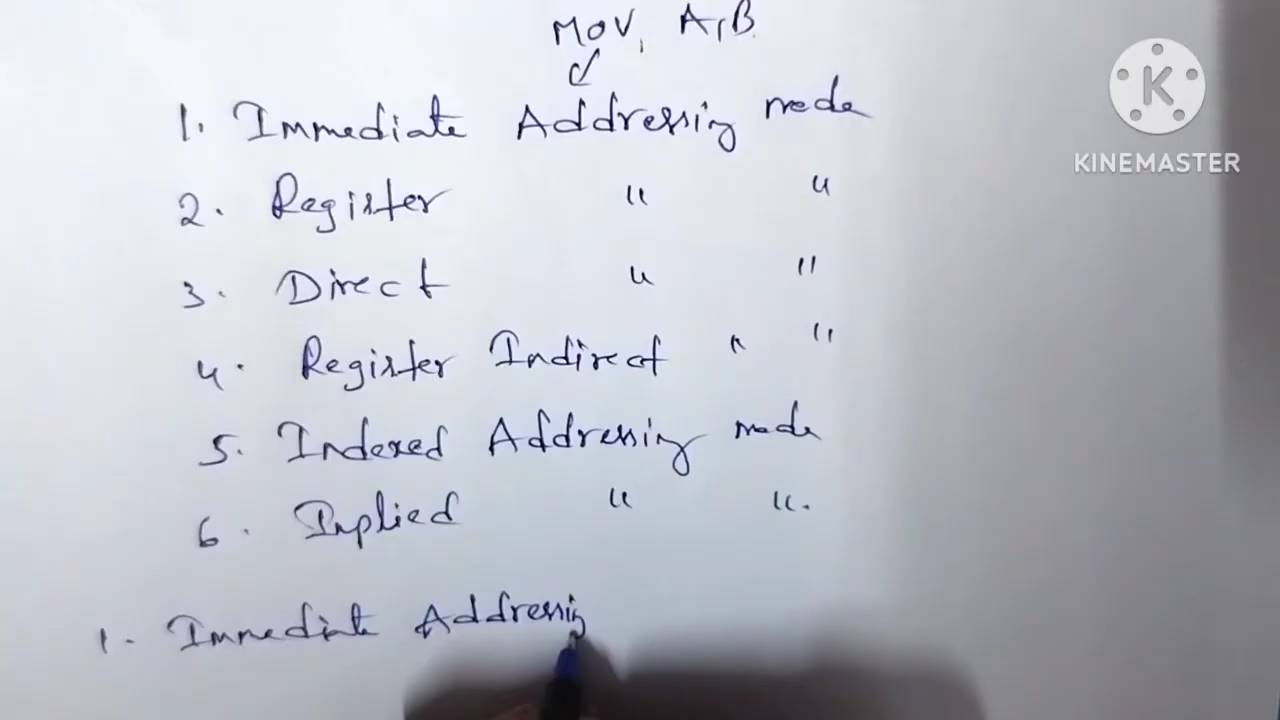 MOV, A,B
1. Immediate Addressing mode
K
KINEMASTER
2. Register " "
3. Direct " "
4. Register Indirect " "
5. Indexed Addressing mode
6. Implied " ".
1. Immediate Addressing